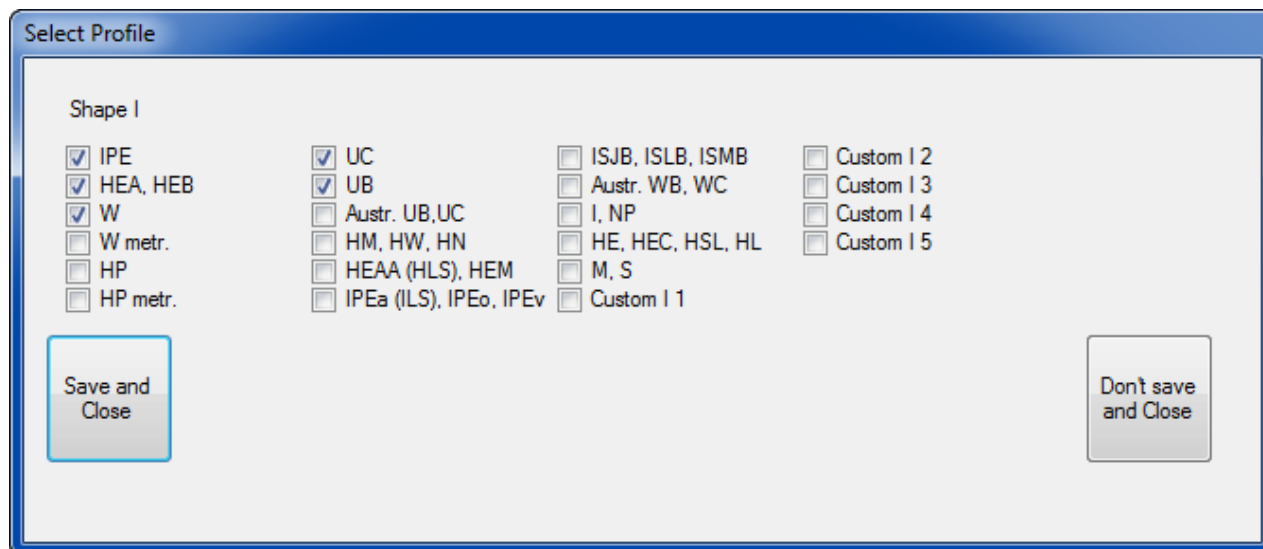 Select Profile
Shape I
IPE
HEA, HEB
W
W metr.
HP
HP metr.
UC
UB
Austr. UB,UC
HM, HW, HN
HEAA (HLS), HEM
IPEa (ILS), IPEo, IPEv
ISJB, ISLB, ISMB
Austr. WB, WC
I, NP
HE, HEC, HSL, HL
M, S
Custom I 1
Custom I 2
Custom I 3
Custom I 4
Custom I 5
Save and
Close
Don't save
and Close